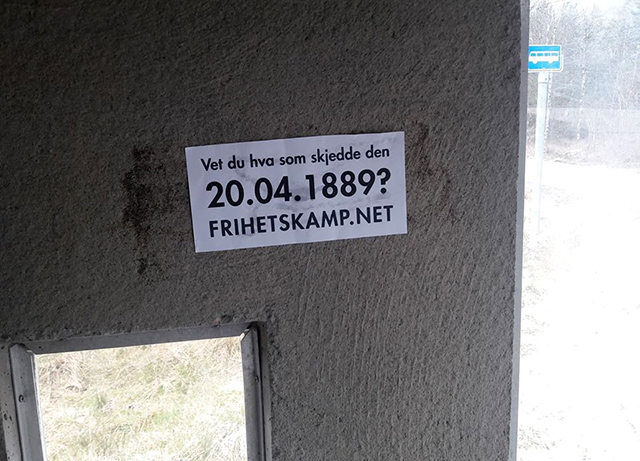 Vet du hva som skjedde den
20.04.1889?
FRIHETSKAMP.NET